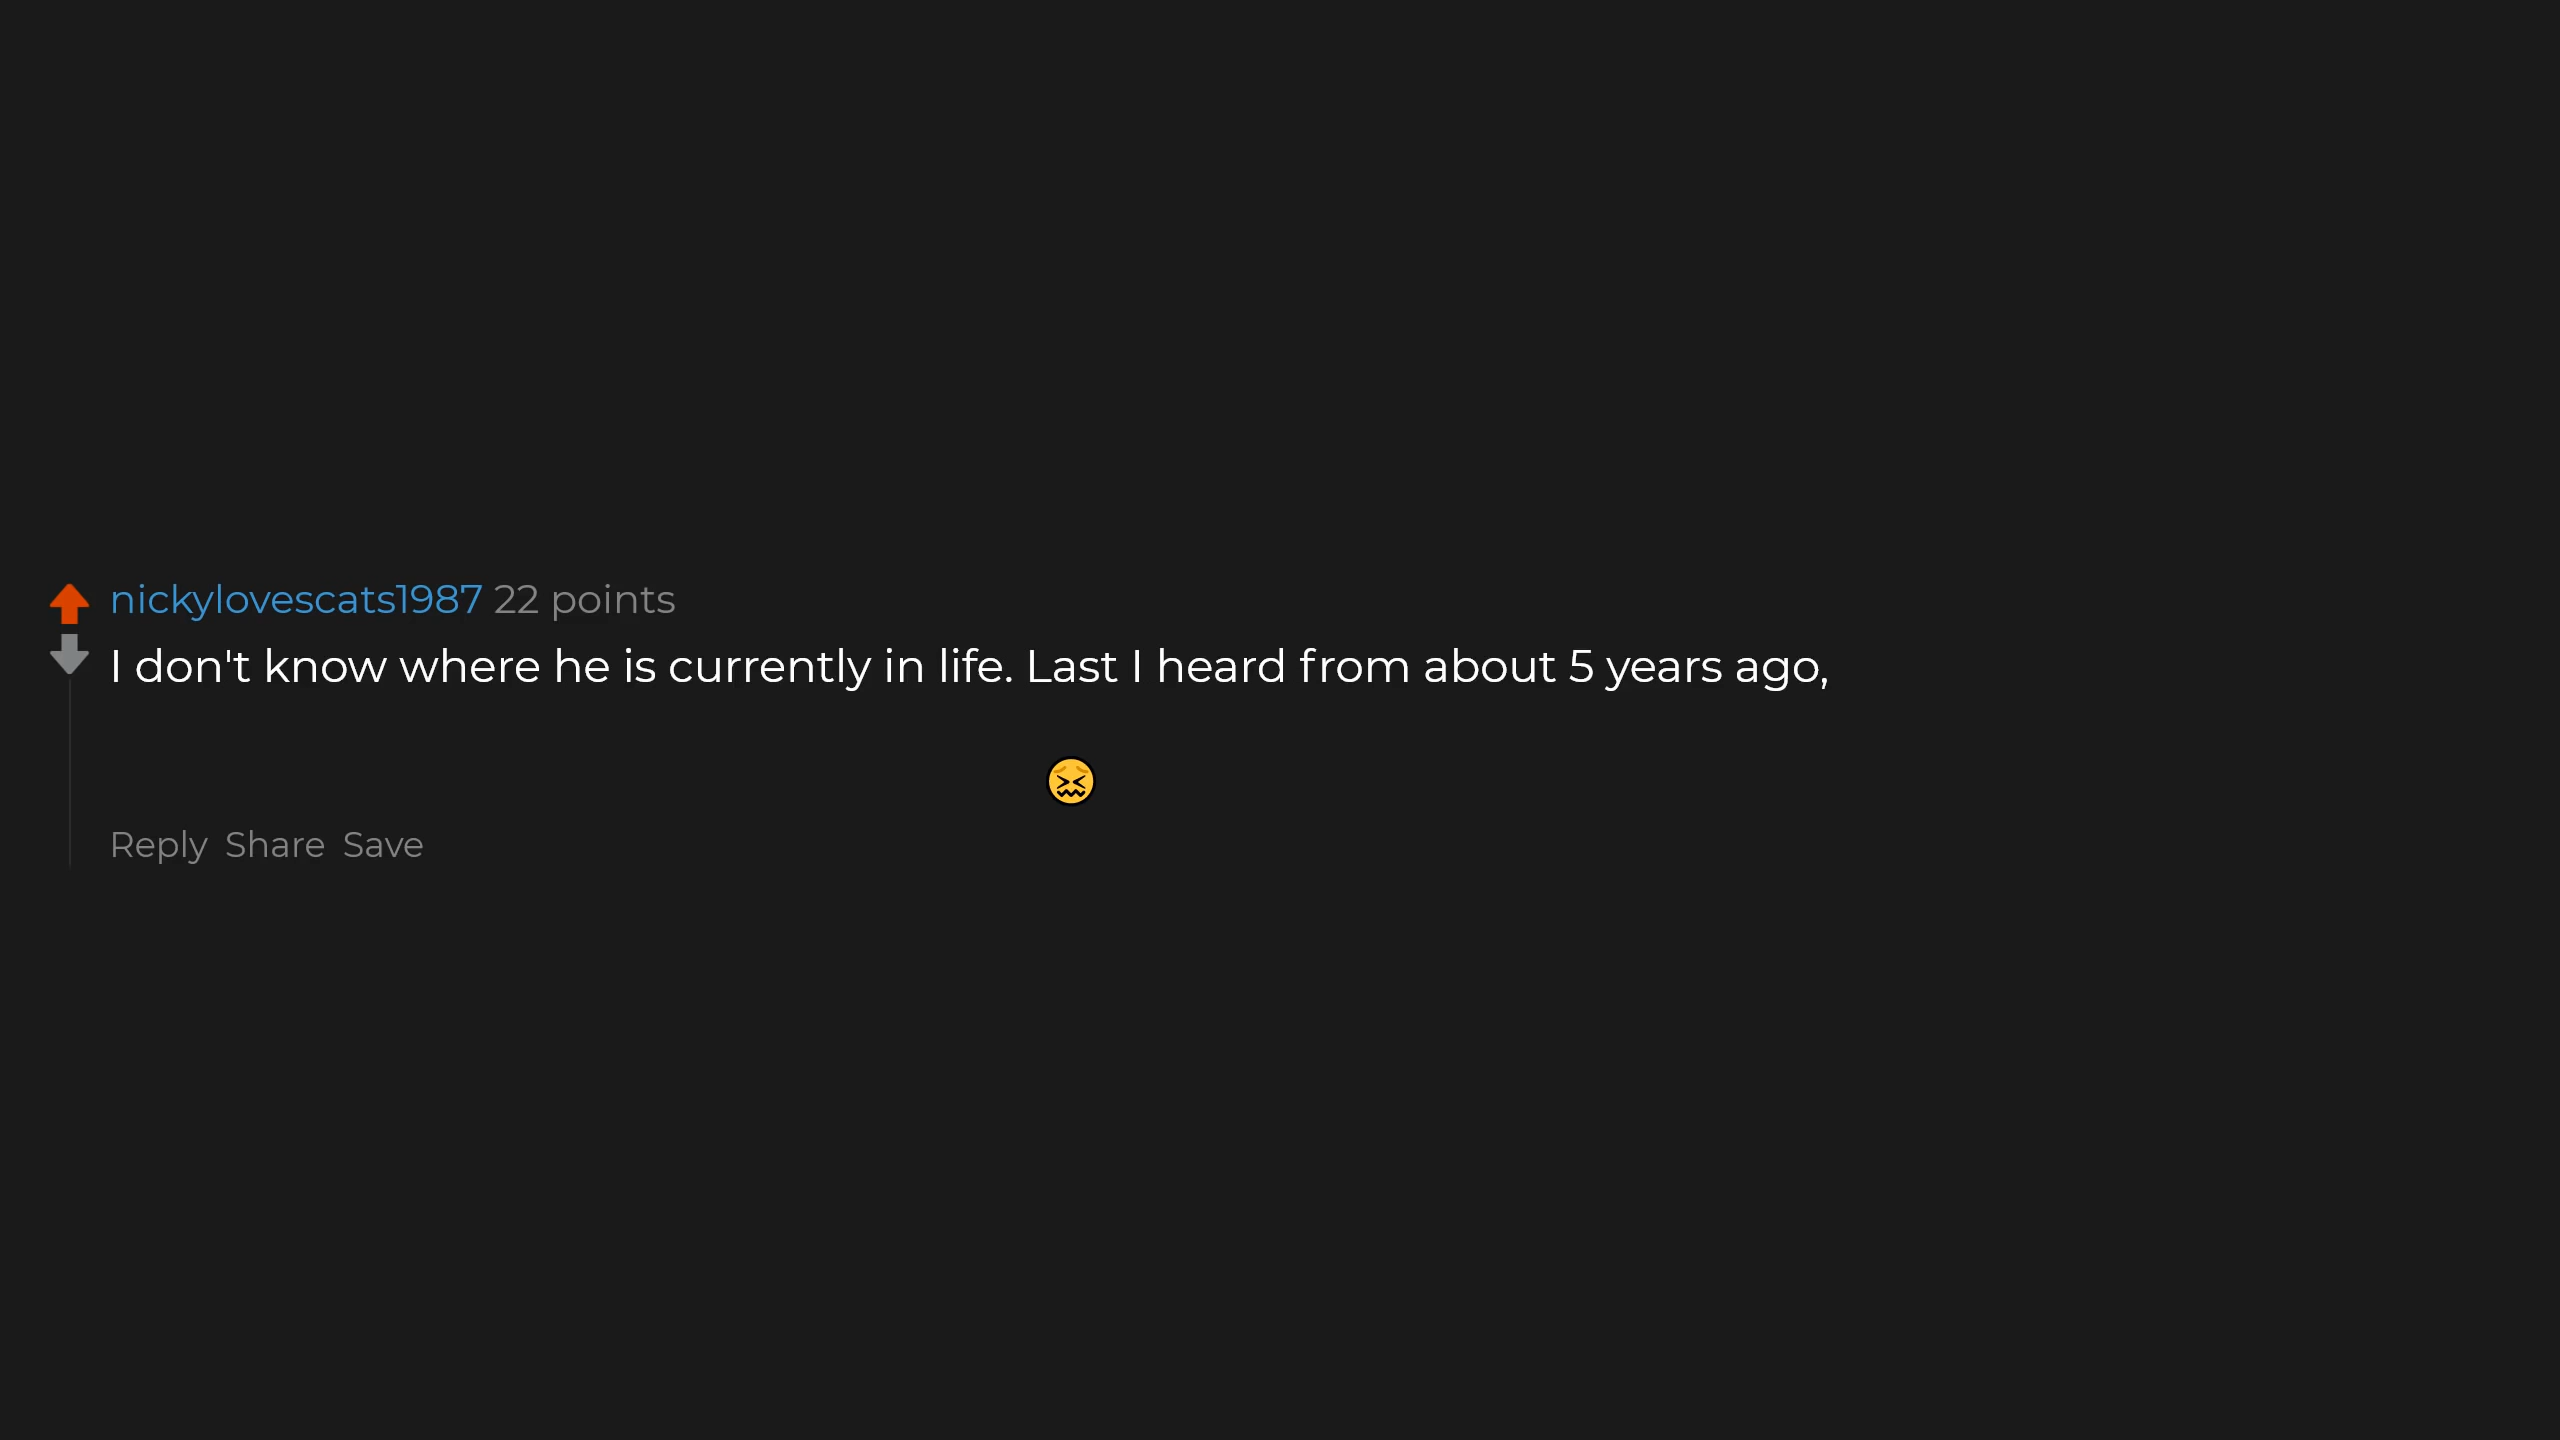 nickylovescats1987 22 points
I don't know where he is currently in life. Last I heard from about 5 years ago,
😖
Reply Share Save